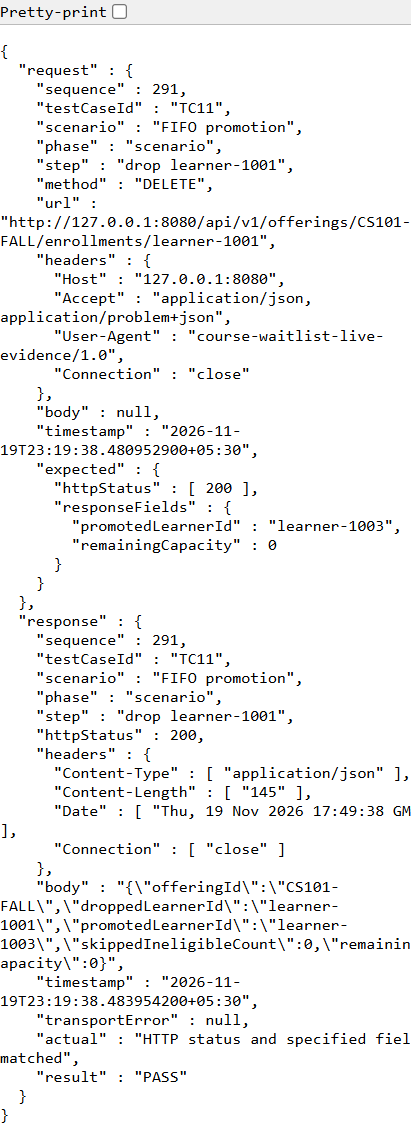 Pretty-print
{
"request" : {
"sequence" : 291,
"testCaseId" : "TC11",
"scenario" : "FIFO promotion",
"phase" : "scenario",
"step" : "drop learner-1001",
"method" : "DELETE",
"url" :
"http://127.0.0.1:8080/api/v1/offerings/CS101-
FALL/enrollments/learner-1001",
"headers" : {
"Host" : "127.0.0.1:8080",
"Accept" : "application/json,
application/problem+json",
"User-Agent" : "course-waitlist-live-
evidence/1.0",
"Connection" : "close"
},
"body" : null,
"timestamp" : "2026-11-
19T23:19:38.480952900+05:30",
"expected" : {
"httpStatus" : [ 200 ],
"responseFields" : {
"promotedLearnerId" : "learner-1003",
"remainingCapacity" : 0
}
}
},
"response" : {
"sequence" : 291,
"testCaseId" : "TC11",
"scenario" : "FIFO promotion",
"phase" : "scenario",
"step" : "drop learner-1001",
"httpStatus" : 200,
"headers" : {
"Content-Type" : [ "application/json" ],
"Content-Length" : [ "145" ],
"Date" : [ "Thu, 19 Nov 2026 17:49:38 GM
],
"Connection" : [ "close" ]
},
"body" : "{\"offeringId\":\"CS101-
FALL\",\"droppedLearnerId\":\"learner-
1001\",\"promotedLearnerId\":\"learner-
1003\",\"skippedIneligibleCount\":0,\"remainin
apacity\":0}",
"timestamp" : "2026-11-
19T23:19:38.483954200+05:30",
"transportError" : null,
"actual" : "HTTP status and specified fiel
matched",
"result" : "PASS"
}
}